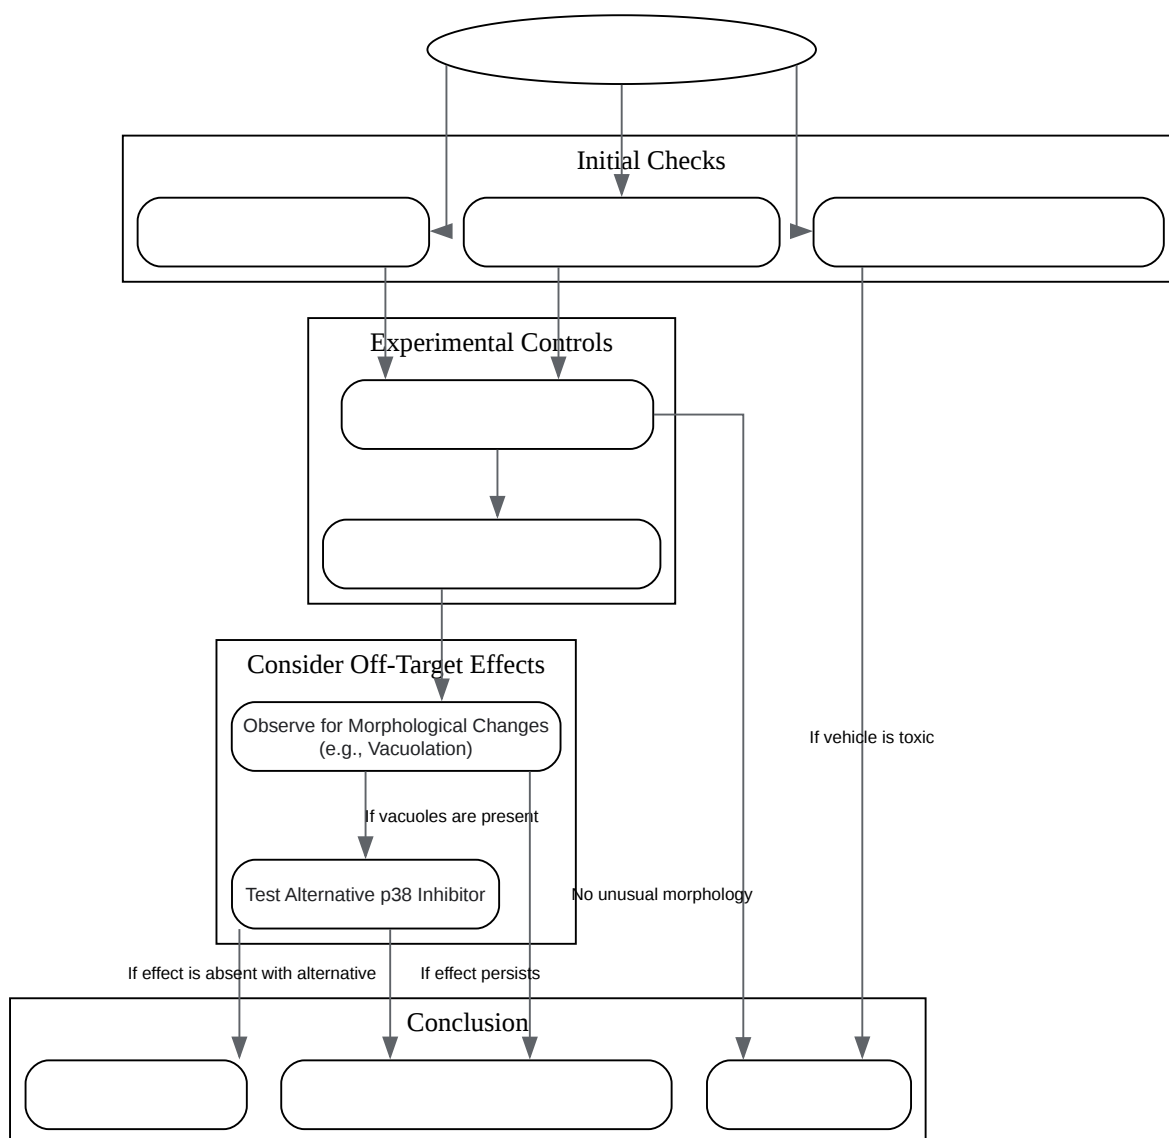 Initial Checks
Experimental Controls
Consider Off-Target Effects
Observe for Morphological Changes
(e.g., Vacuolation)
If vehicle is toxic
If vacuoles are present
Test Alternative p38 Inhibitor
No unusual morphology
If effect is absent with alternative
If effect persists
Conclusion